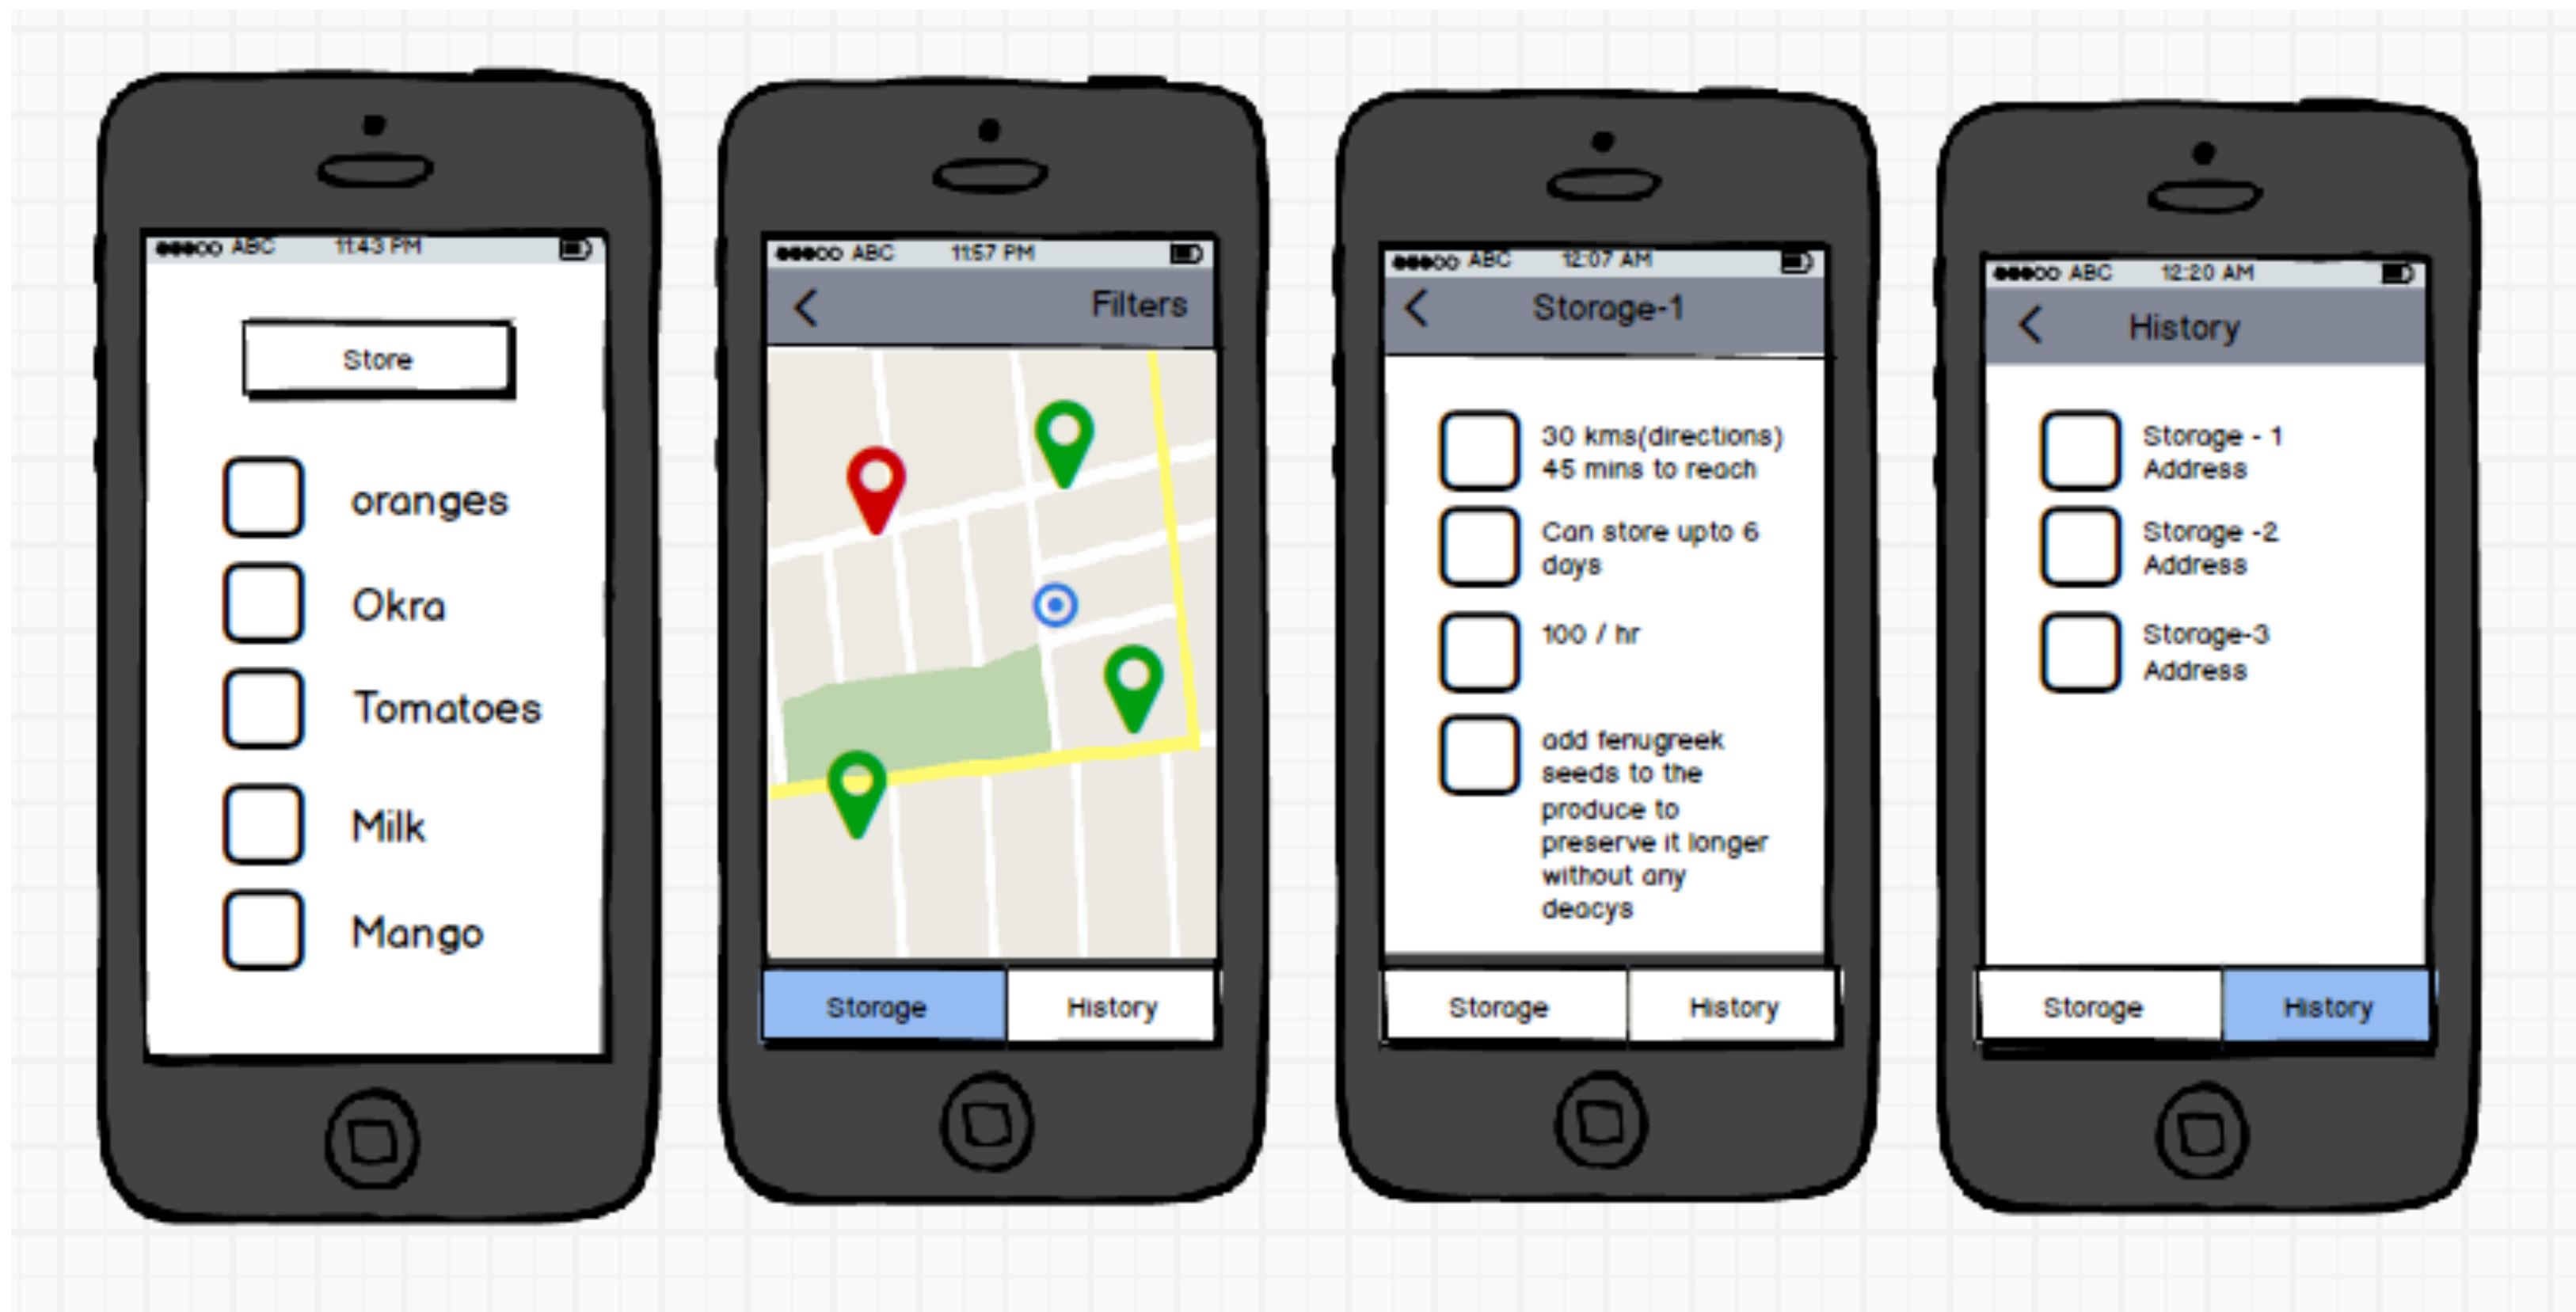 ABC 11:43 PM
Store
oranges
Okra
Tomatoes
Milk
Mango
ABC 11:57 PM
Filters
Storage History
ABC 12:07 AM
Storage-1
30 kms(directions)
45 mins to reach
Can store upto 6
days
100 / hr
add fenugreek
seeds to the
produce to
preserve it longer
without any
deacys
Storage History
ABC 12:20 AM
History
Storage - 1
Address
Storage -2
Address
Storage-3
Address
Storage History